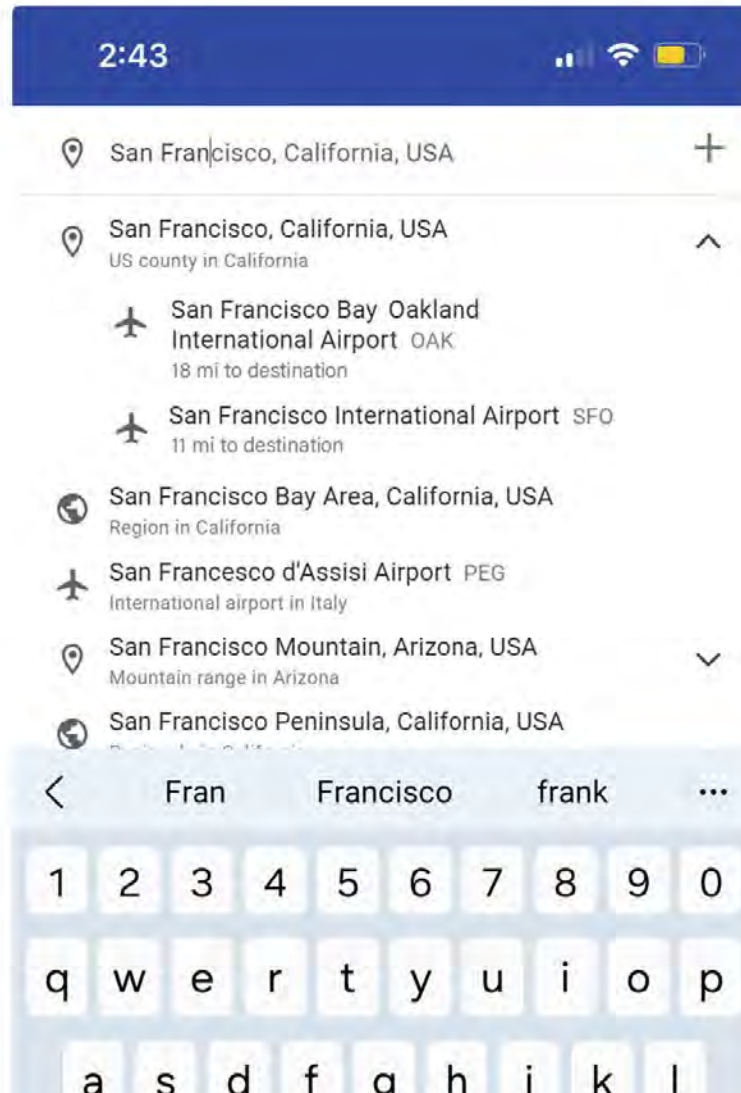 2:43
San Francisco, California, USA
San Francisco, California, USA
US county in California
San Francisco Bay Oakland
International Airport OAK
18 mi to destination
San Francisco International Airport SFO
11 mi to destination
San Francisco Bay Area, California, USA
Region in California
San Francesco d'Assisi Airport PEG
International airport in Italy
San Francisco Mountain, Arizona, USA
Mountain range in Arizona
San Francisco Peninsula, California, USA
Fran Francisco frank ...
1 2 3 4 5 6 7 8 9 0
q w e r t y u i o p
a s d f g h j k l